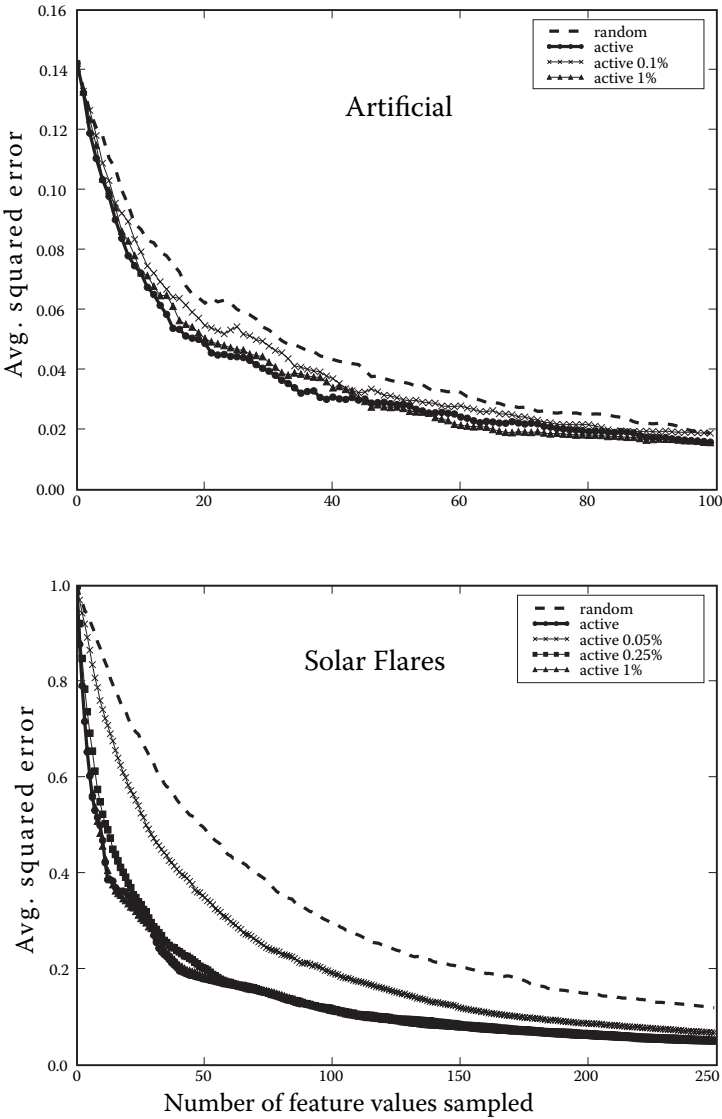 0.16
0.14
0.12
0.10
0.08
0.06
0.04
0.02
0.00
Avg. squared error
random
active
active 0.1%
active 1%
Artificial
0 20 40 60 80 100
1.0
0.8
0.6
0.4
0.2
0.0
Avg. squared error
random
active
active 0.05%
active 0.25%
active 1%
Solar Flares
0 50 100 150 200 250
Number of feature values sampled